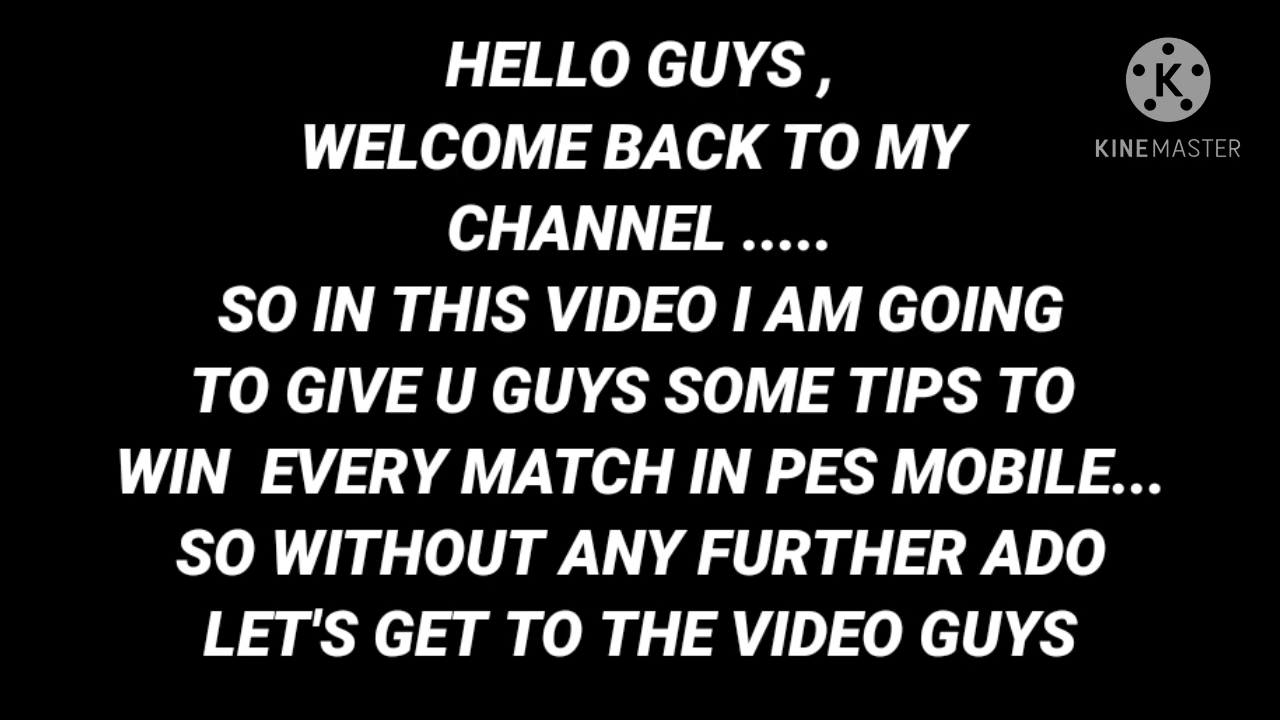 HELLO GUYS ,
WELCOME BACK TO MY
CHANNEL .....
SO IN THIS VIDEO I AM GOING
TO GIVE U GUYS SOME TIPS TO
WIN  EVERY MATCH IN PES MOBILE...
SO WITHOUT ANY FURTHER ADO
LET'S GET TO THE VIDEO GUYS
K
KINEMASTER